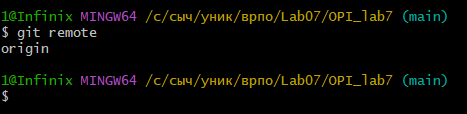 1@Infinix MINGW64 /c/сыч/уник/врпо/Lab07/OPI_lab7 (main)
$ git remote
origin
1@Infinix MINGW64 /c/сыч/уник/врпо/Lab07/OPI_lab7 (main)
$